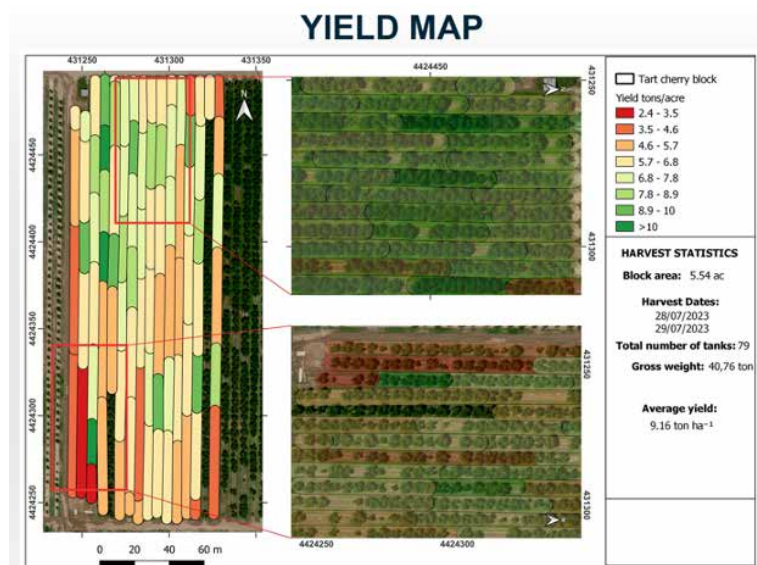 YIELD MAP
431250 431310 431350
4424450
4424400
4424350
4424300
4424250
N
0 20 40 60 m
4424450
431250
431300
431250
431300
4424250 4424300
Tart cherry block
Yield tons/acre
2.4 - 3.5
3.5 - 4.6
4.6 - 5.7
5.7 - 6.8
6.8 - 7.8
7.8 - 8.9
8.9 - 10
>10
HARVEST STATISTICS
Block area: 5.54 ac
Harvest Dates:
28/07/2023
29/07/2023
Total number of tanks: 79
Gross weight: 40,76 ton
Average yield:
9.16 ton ha⁻¹